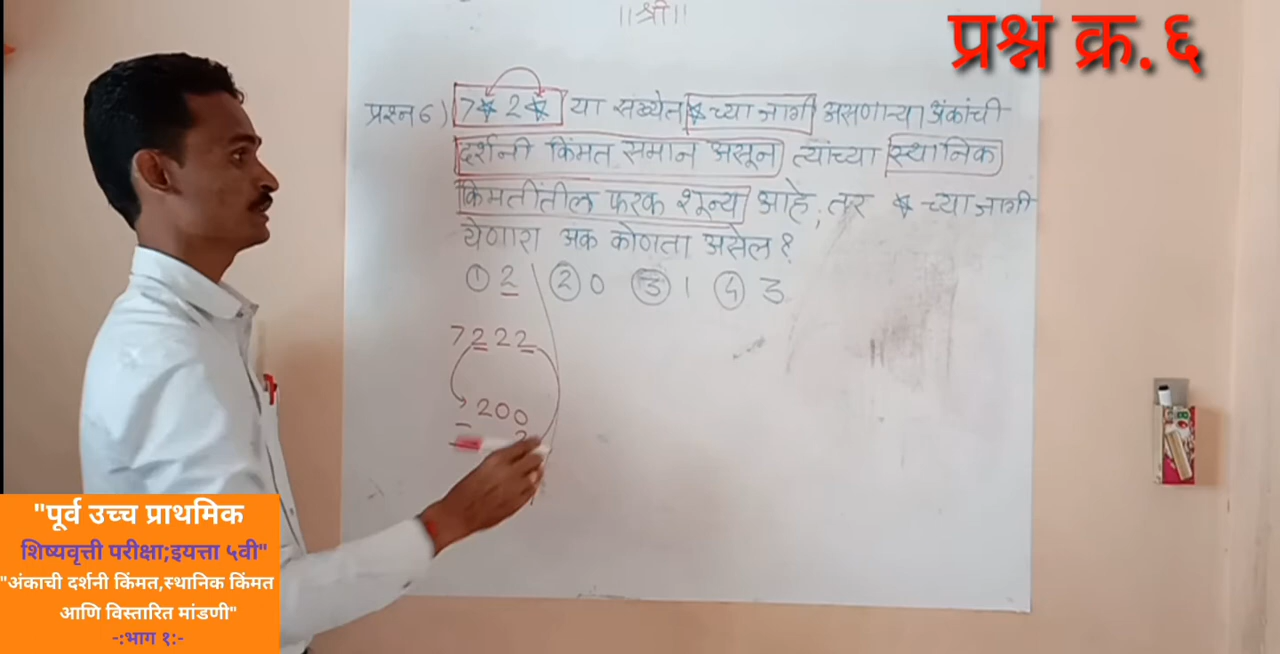 ||श्री||
प्रश्न क्र.६
प्रश्न 6) 7* 2 * या संख्येत * च्या जागी असणाऱ्या अंकांची
दर्शनी किंमत समान असून त्यांच्या स्थानिक
किंमतींतील फरक शून्य आहे, तर * च्या जागी
येणारा अंक कोणता असेल ?
① 2 ② 0 ③ 1 ④ 3
7222
200
-
"पूर्व उच्च प्राथमिक
शिष्यवृत्ती परीक्षा;इयत्ता ५वी"
"अंकाची दर्शनी किंमत,स्थानिक किंमत
आणि विस्तारित मांडणी"
-:भाग १:-